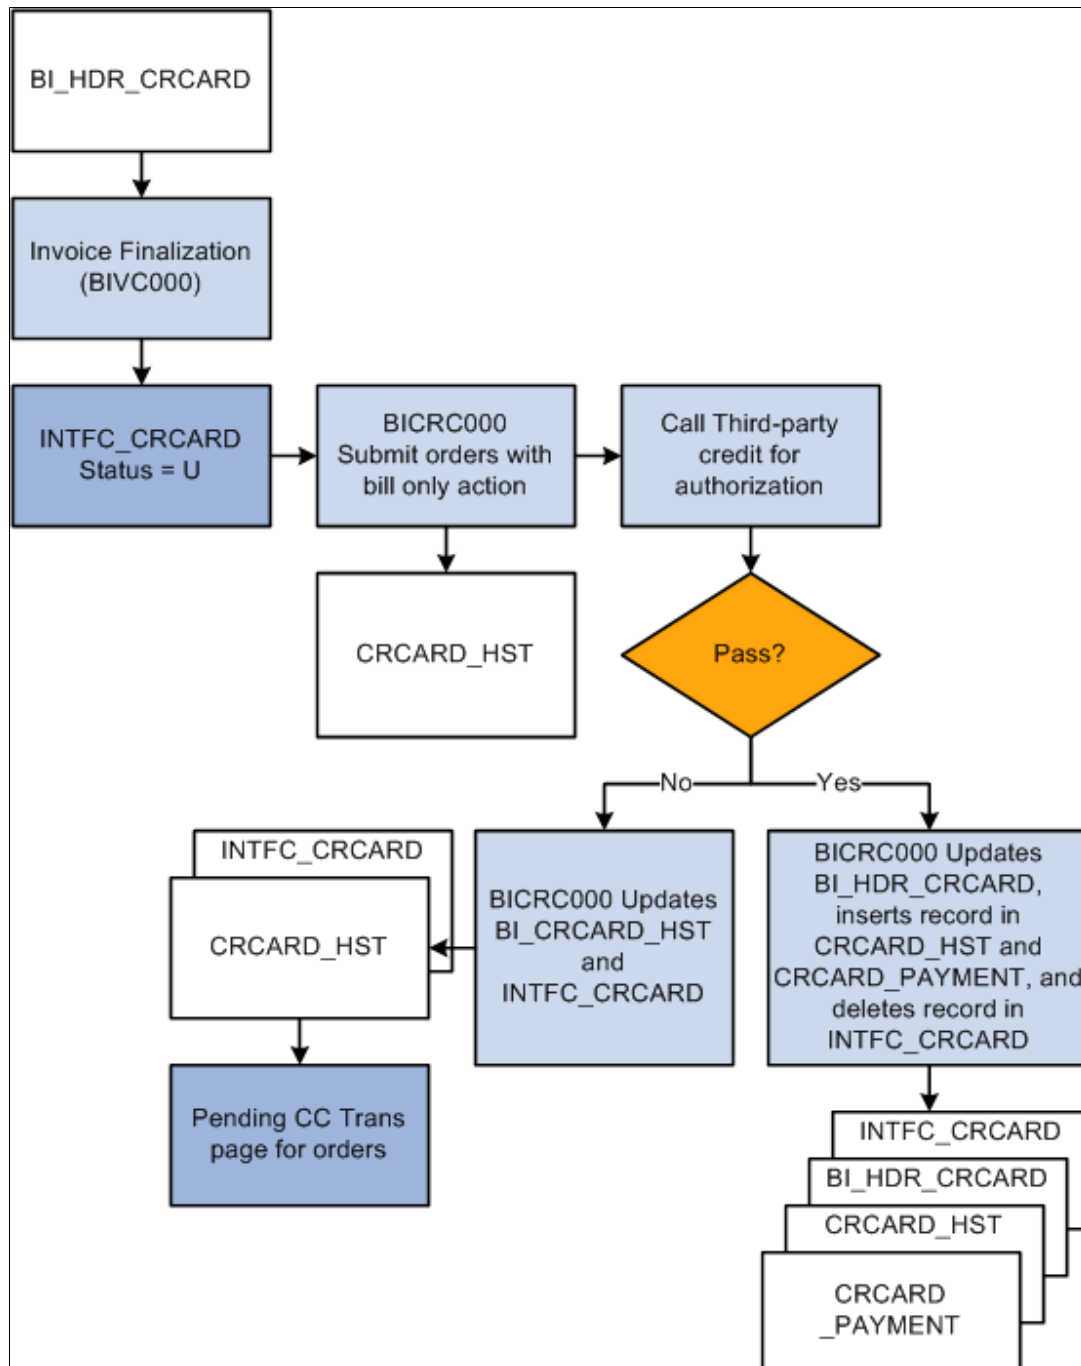 BI_HDR_CRCARD
Invoice Finalization
(BIVC000)
INTFC_CRCARD
Status = U
BICRC000
Submit orders with
bill only action
Call Third-party
credit for
authorization
CRCARD_HST
Pass?
No
Yes
INTFC_CRCARD
CRCARD_HST
BICRC000 Updates
BI_CRCARD_HST
and
INTFC_CRCARD
BICRC000 Updates
BI_HDR_CRCARD,
inserts record in
CRCARD_HST and
CRCARD_PAYMENT, and
deletes record in
INTFC_CRCARD
Pending CC Trans
page for orders
INTFC_CRCARD
BI_HDR_CRCARD
CRCARD_HST
CRCARD
_PAYMENT